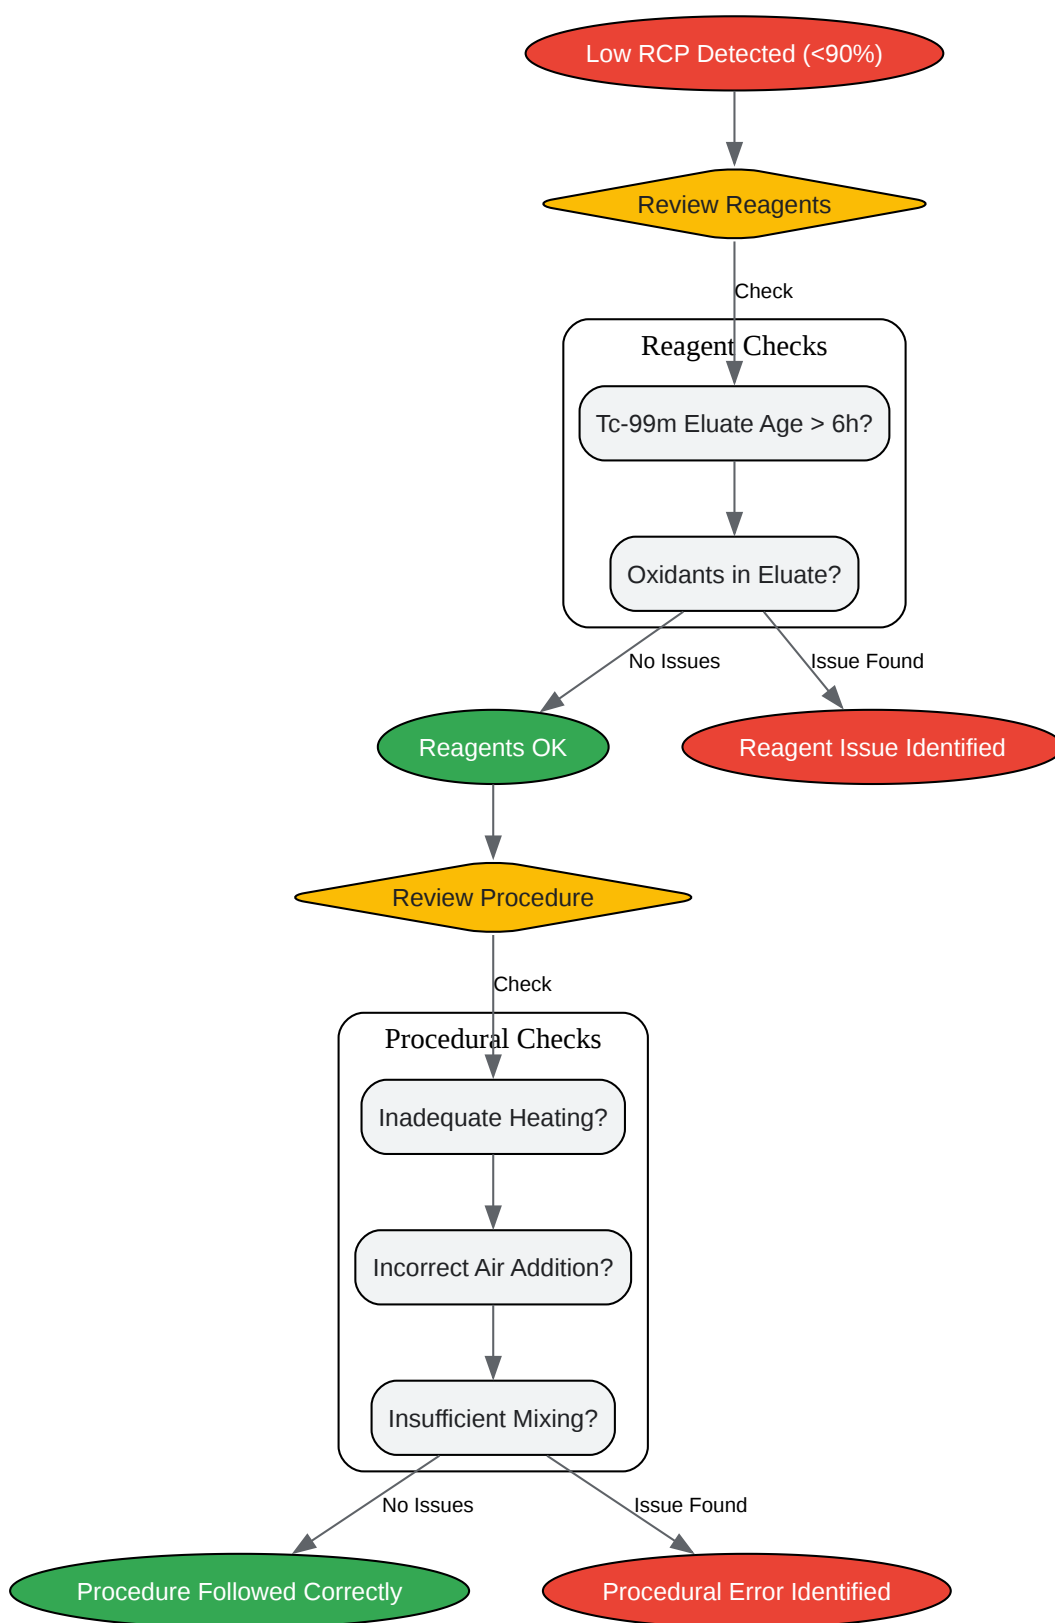 Low RCP Detected (<90%)
Review Reagents
Check
Reagent Checks
Tc-99m Eluate Age > 6h?
Oxidants in Eluate?
No Issues
Issue Found
Reagents OK
Reagent Issue Identified
Review Procedure
Check
Procedural Checks
Inadequate Heating?
Incorrect Air Addition?
Insufficient Mixing?
No Issues
Issue Found
Procedure Followed Correctly
Procedural Error Identified